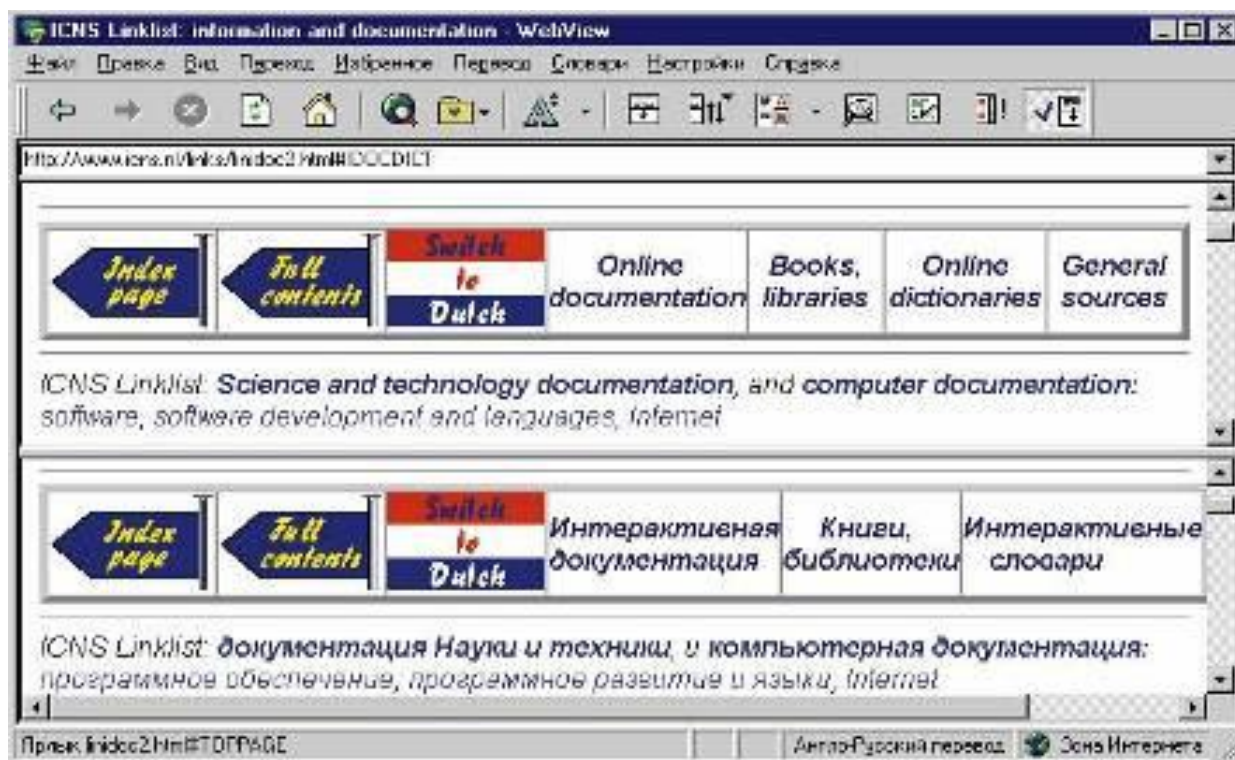 ICNS Linklist: information and documentation - WebView
Файл Правка Вид Переход Избранное Перевод Словари Настройки Справка
http://www.icns.nl/links/linidoc2.html#IDOCDICT
Index page
Full contents
Switch to Dutch
Online documentation
Books, libraries
Online dictionaries
General sources
ICNS Linklist: Science and technology documentation, and computer documentation:
software, software development and languages, Internet
Index page
Full contents
Switch to Dutch
Интерактивная документация
Книги, библиотеки
Интерактивные словари
ICNS Linklist: документация Науки и техники, и компьютерная документация:
программное обеспечение, программное развитие и языки, Internet
Ярлык linidoc2.html#TOPPAGE
Англо-Русский перевод
Зона Интернета